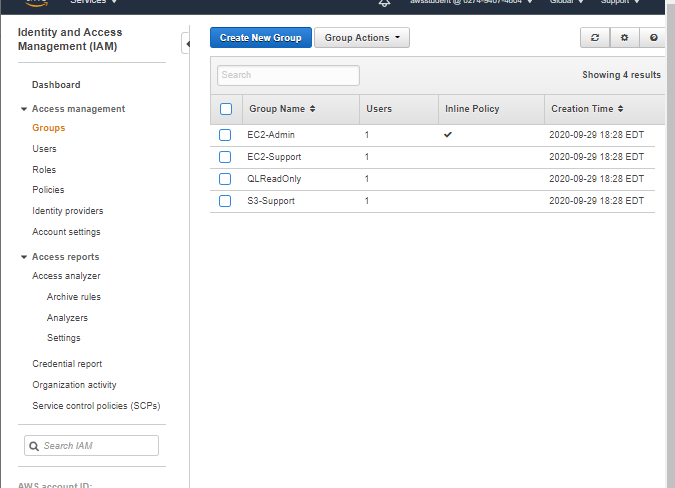 Services
awsstudent @ 0274-9407-4804
Global
Support
Identity and Access
Management (IAM)
Dashboard
Access management
Groups
Users
Roles
Policies
Identity providers
Account settings
Access reports
Access analyzer
Archive rules
Analyzers
Settings
Credential report
Organization activity
Service control policies (SCPs)
Search IAM
AWS account ID:
Create New Group
Group Actions
Search
Showing 4 results
Group Name Users Inline Policy Creation Time
EC2-Admin 1 2020-09-29 18:28 EDT
EC2-Support 1 2020-09-29 18:28 EDT
QLReadOnly 1 2020-09-29 18:28 EDT
S3-Support 1 2020-09-29 18:28 EDT